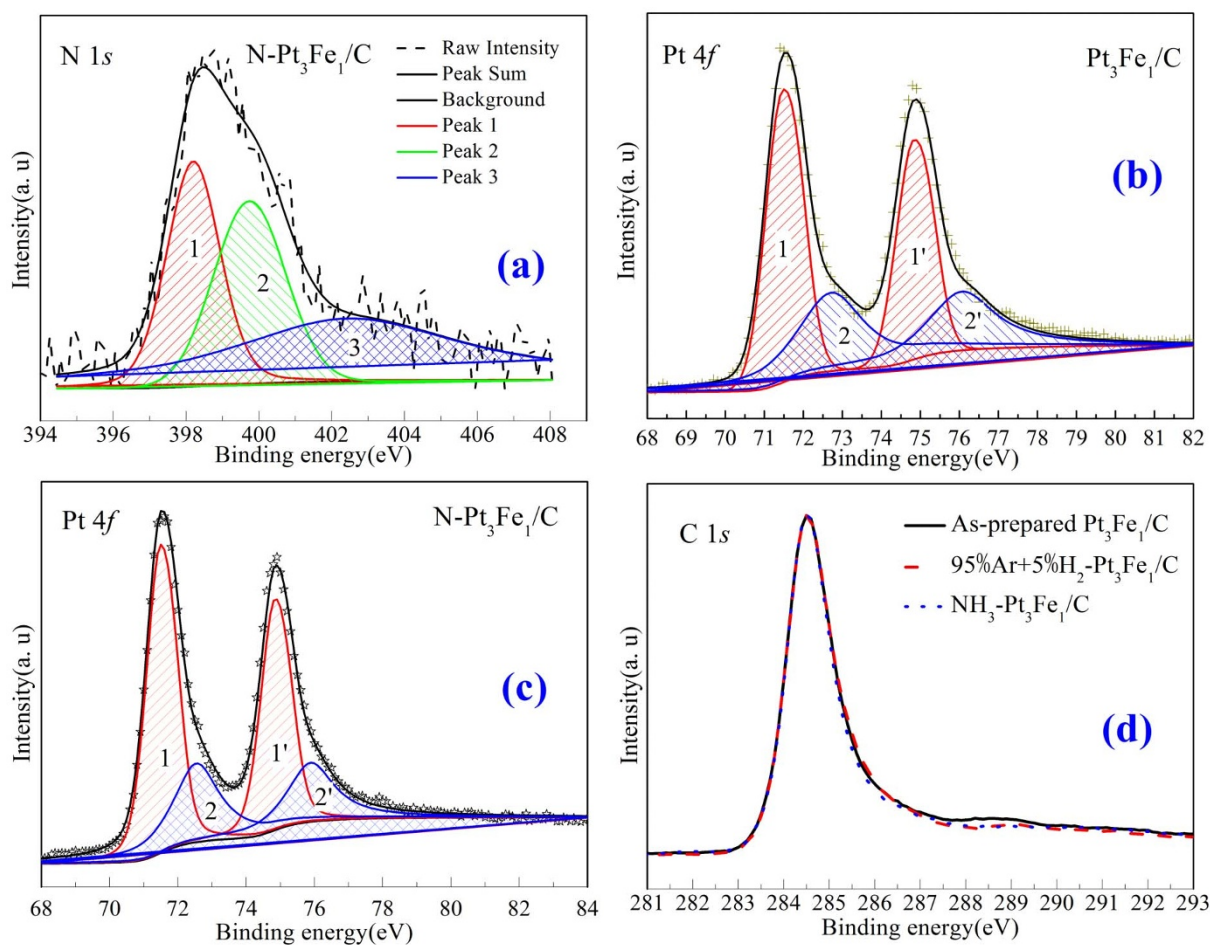 N 1s
N-Pt₃Fe₁/C
Raw Intensity
Peak Sum
Background
Peak 1
Peak 2
Peak 3
1
2
3
(a)
Intensity(a. u)
394 396 398 400 402 404 406 408
Binding energy(eV)
Pt 4f
Pt₃Fe₁/C
1
2
1'
2'
(b)
Intensity(a. u)
68 69 70 71 72 73 74 75 76 77 78 79 80 81 82
Binding energy(eV)
Pt 4f
N-Pt₃Fe₁/C
1
2
1'
2'
(c)
Intensity(a. u)
68 70 72 74 76 78 80 82 84
Binding energy(eV)
C 1s
As-prepared Pt₃Fe₁/C
95%Ar+5%H₂-Pt₃Fe₁/C
NH₃-Pt₃Fe₁/C
(d)
Intensity(a. u)
281 282 283 284 285 286 287 288 289 290 291 292 293
Binding energy(eV)